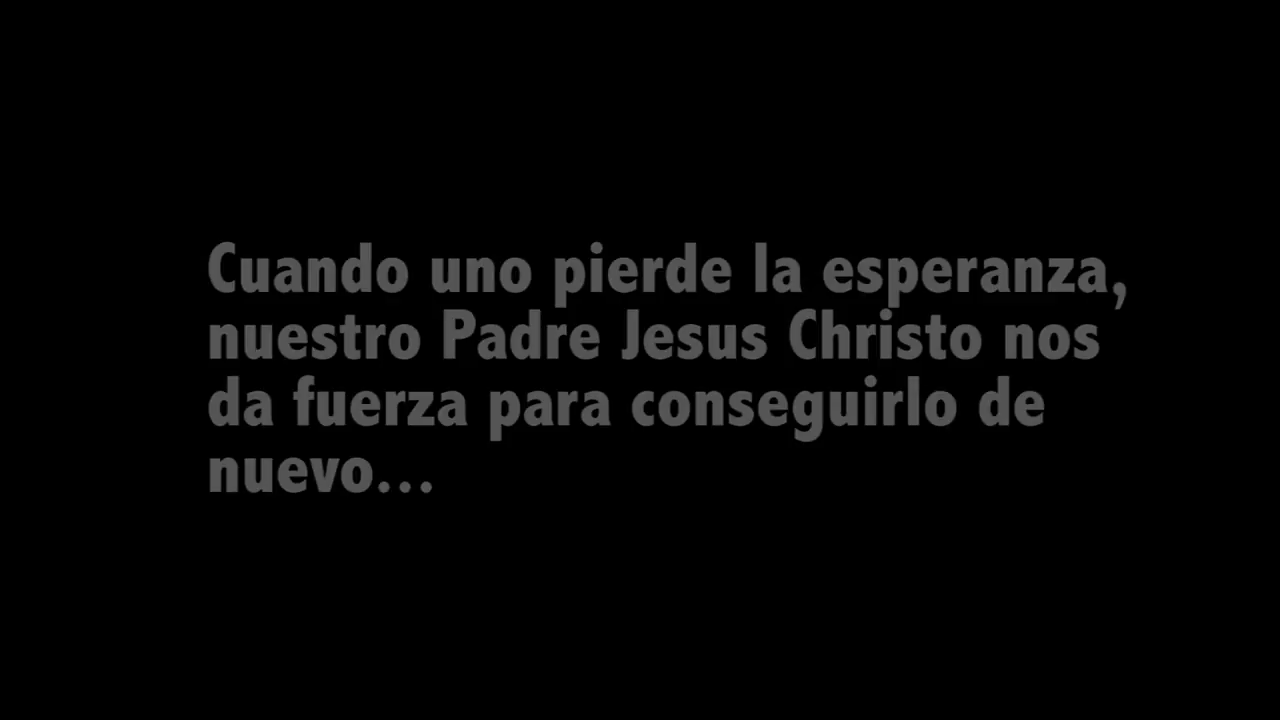 Cuando uno pierde la esperanza,
nuestro Padre Jesus Christo nos
da fuerza para conseguirlo de
nuevo...